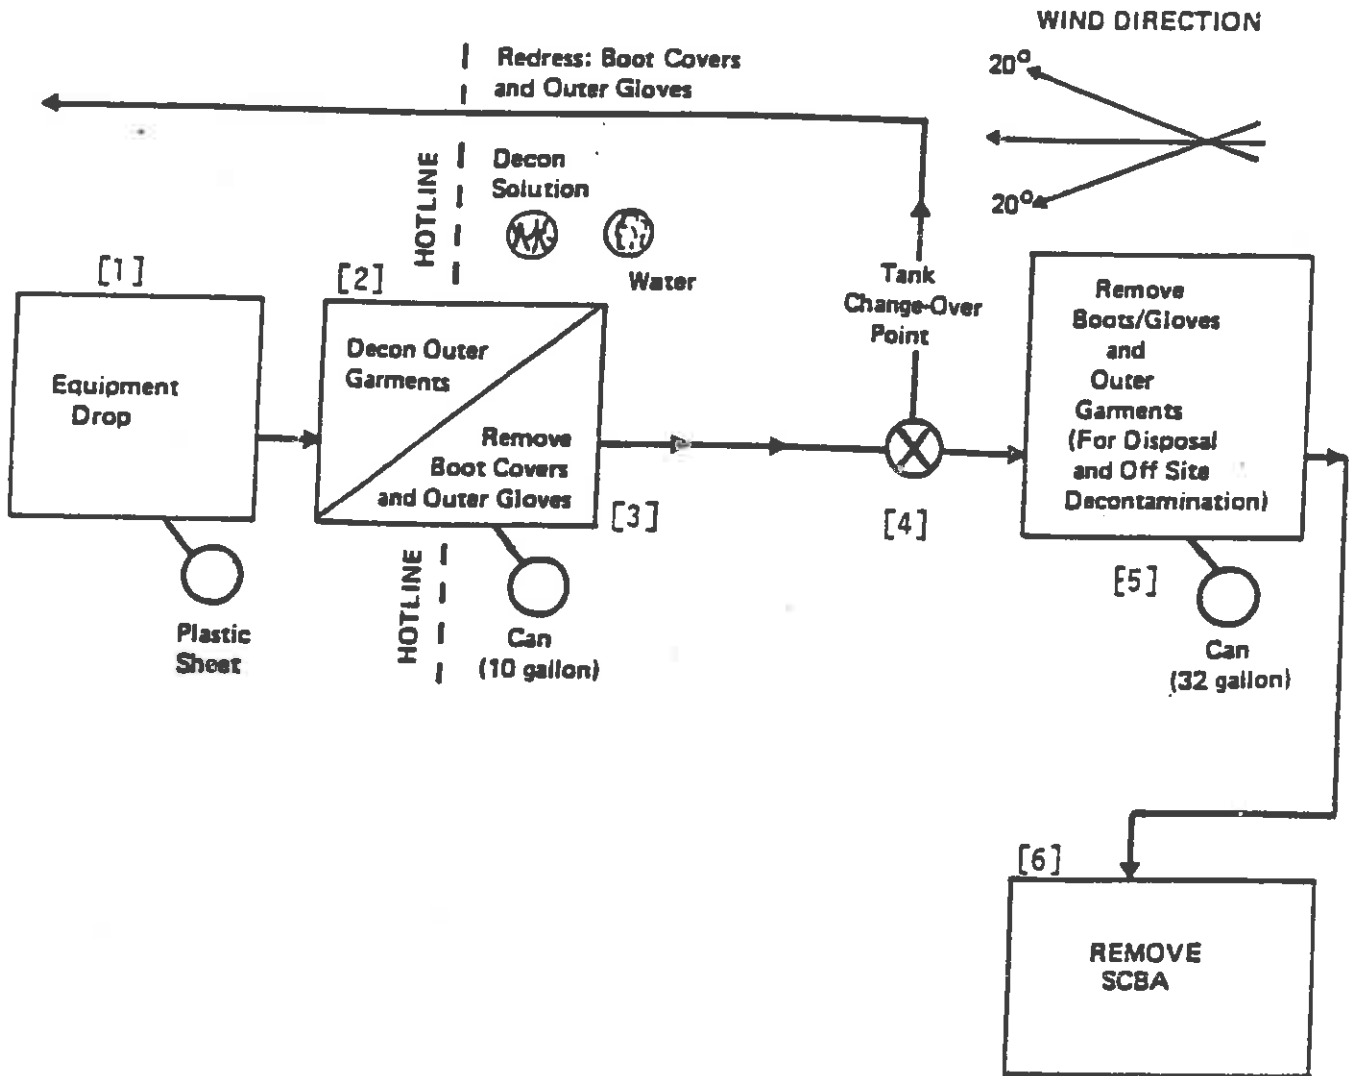 WIND DIRECTION
Redress: Boot Covers
and Outer Gloves
20°
20°
HOTLINE
Decon
Solution
Water
[1]
[2]
Tank
Change-Over
Point
Equipment
Drop
Decon Outer
Garments
Remove
Boot Covers
and Outer Gloves
[3]
[4]
Remove
Boots/Gloves
and
Outer
Garments
(For Disposal
and Off Site
Decontamination)
[5]
HOTLINE
Plastic
Sheet
Can
(10 gallon)
Can
(32 gallon)
[6]
REMOVE
SCBA